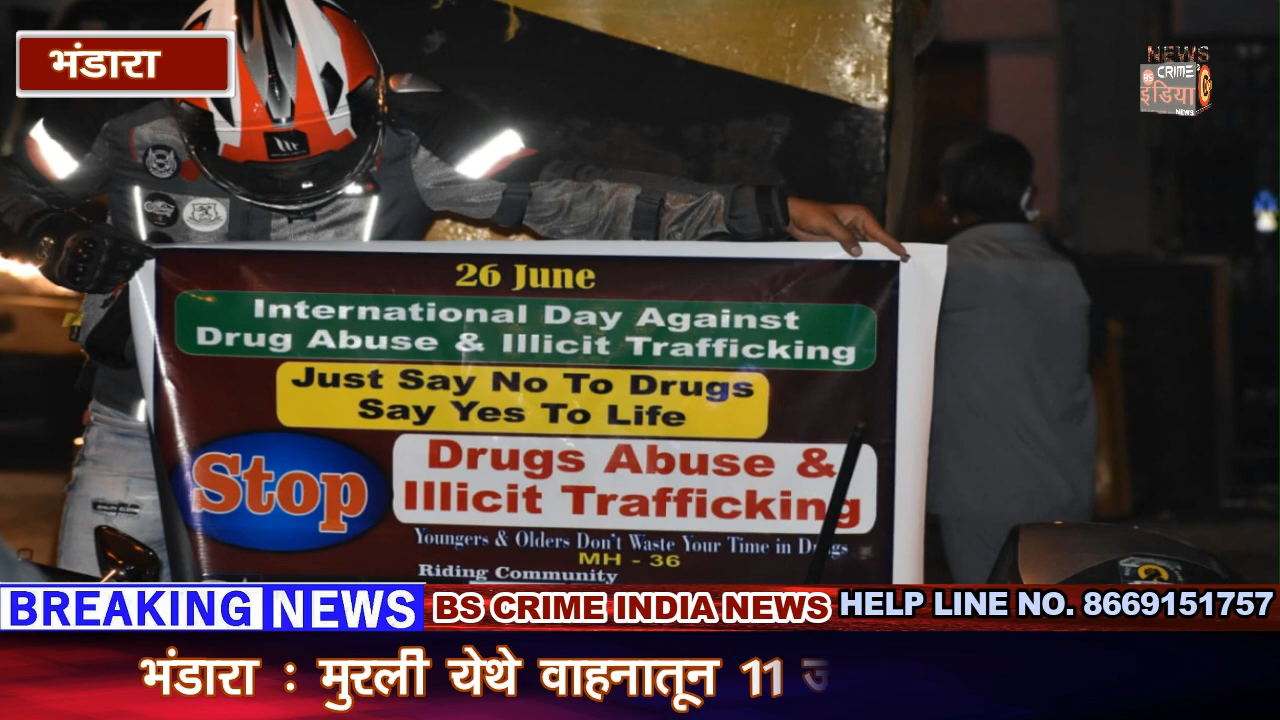 भंडारा
NEWS
BS CRIME
इंडिया
NEWS
26 June
International Day Against
Drug Abuse & Illicit Trafficking
Just Say No To Drugs
Say Yes To Life
Stop
Drugs Abuse &
Illicit Trafficking
Youngers & Olders Don't Waste Your Time in Drugs
MH - 36
Riding Community
BREAKING NEWS BS CRIME INDIA NEWS HELP LINE NO. 8669151757
भंडारा : मुरली येथे वाहनातून 11